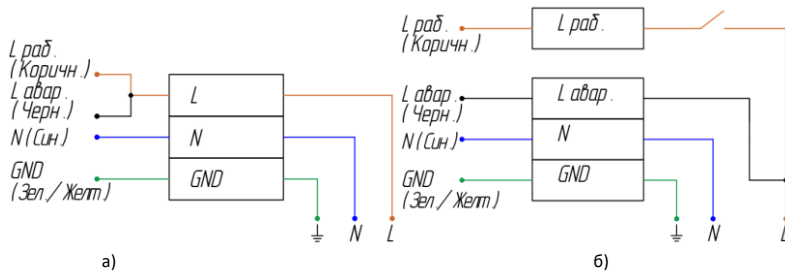 L раб.
(Коричн.)
L авар.
(Черн.)
N (Син.)
GND
(Зел./Желт.)
L
N
GND
N
L
а)
L раб.
(Коричн.)
L авар.
(Черн.)
N (Син.)
GND
(Зел./Желт.)
L раб.
L авар.
N
GND
N
L
б)